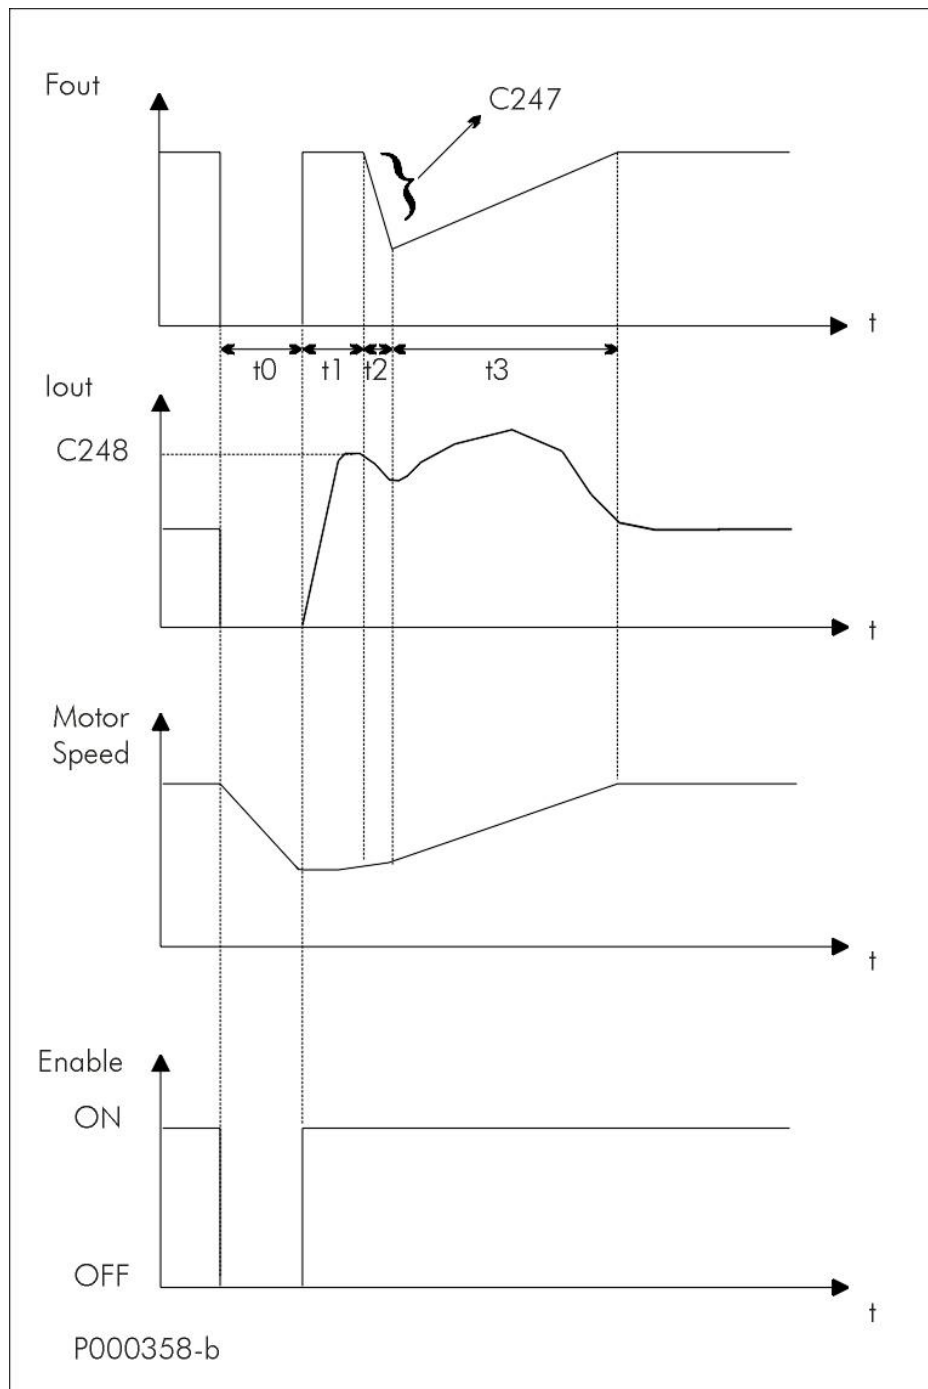 Fout
C247
t
t0 t1 t2 t3
Iout
C248
t
Motor
Speed
t
Enable
ON
OFF
t
P000358-b